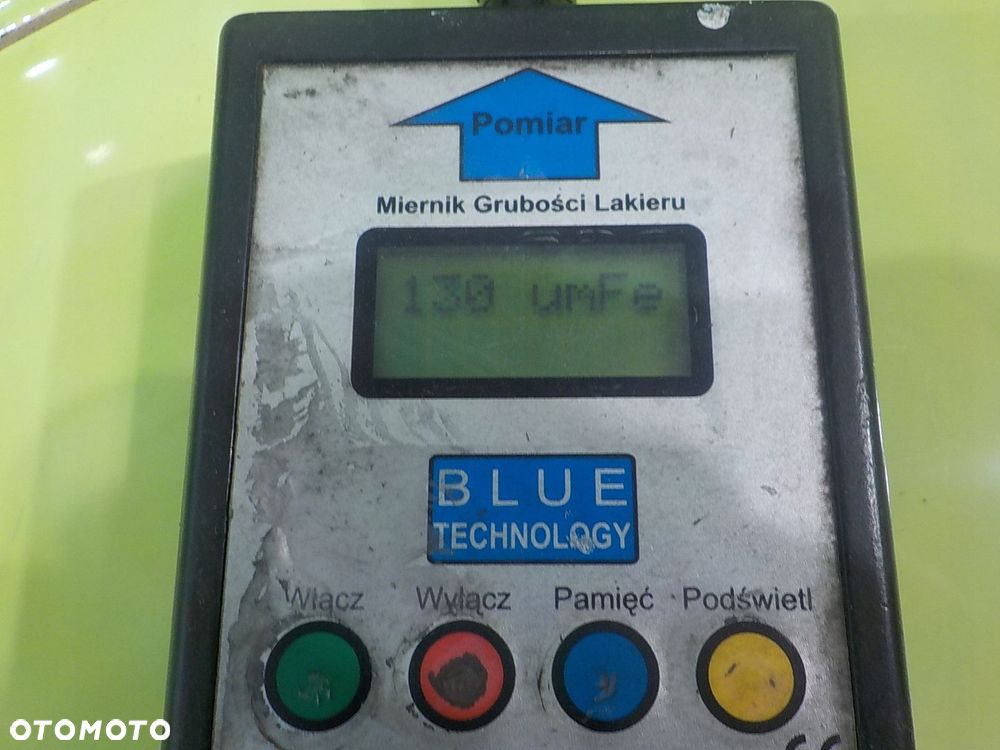 Pomiar
Miernik Grubości Lakieru
130 umFe
BLUE
TECHNOLOGY
Włącz Wyłącz Pamięć Podświetl
OTOMOTO